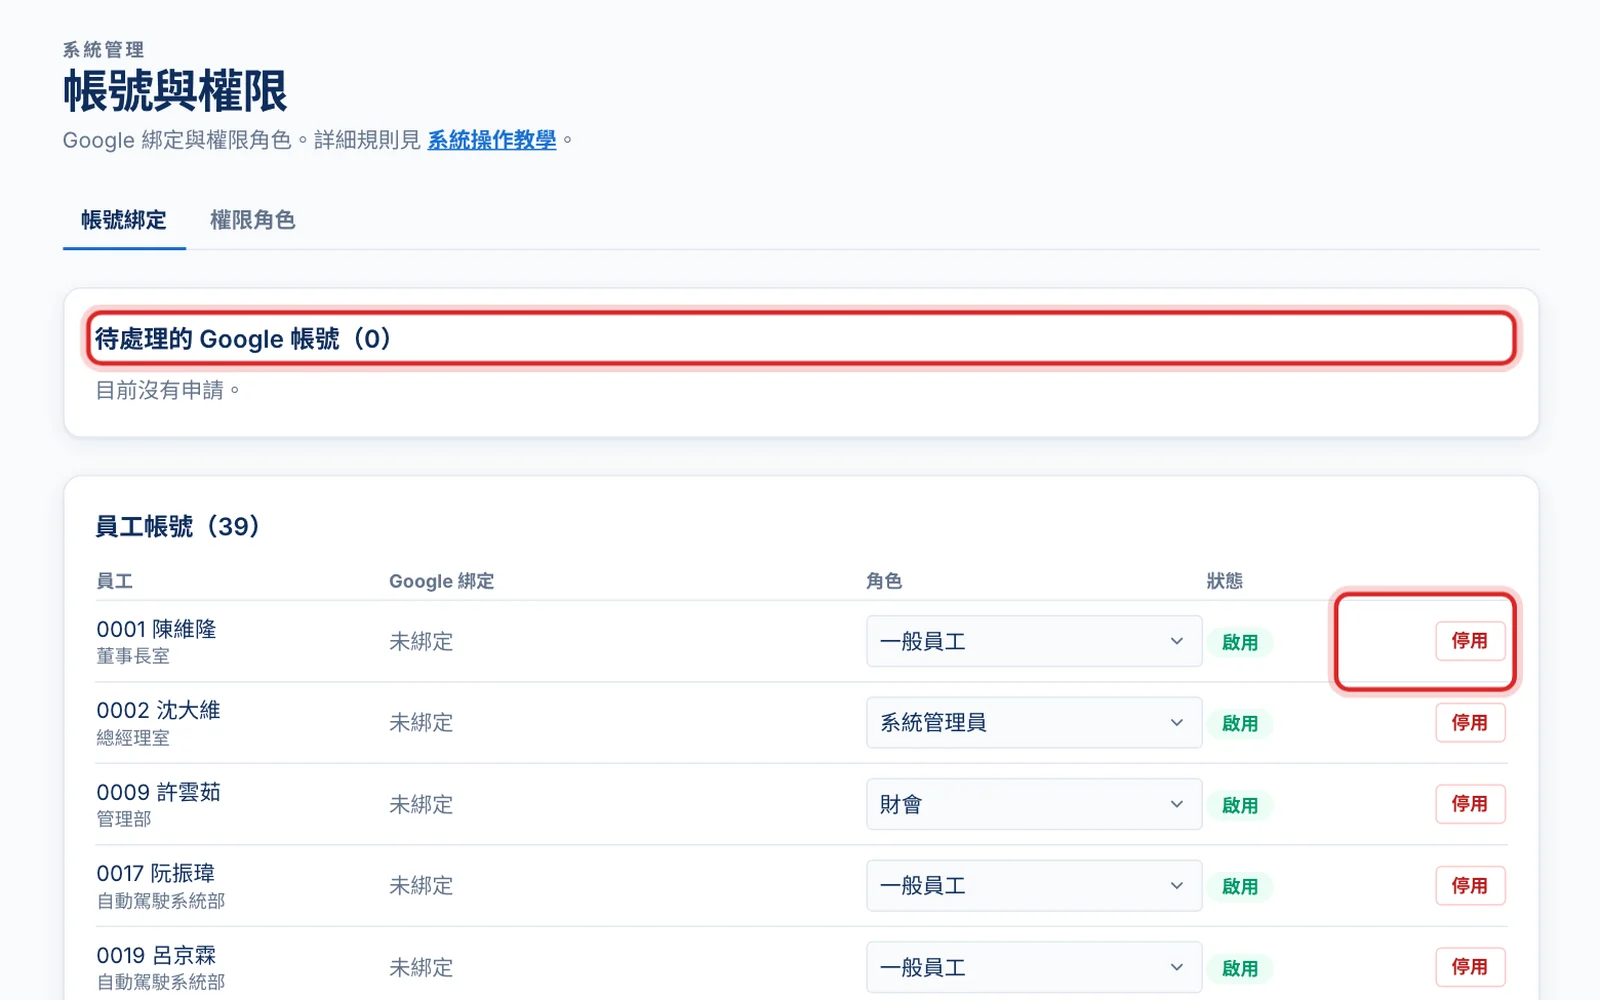 系統管理
帳號與權限
Google 綁定與權限角色。詳細規則見 系統操作教學。
帳號綁定 權限角色
待處理的 Google 帳號（0）
目前沒有申請。
員工帳號（39）
員工 Google 綁定 角色 狀態
0001 陳維隆 未綁定 一般員工 啟用 停用
董事長室
0002 沈大維 未綁定 系統管理員 啟用 停用
總經理室
0009 許雲茹 未綁定 財會 啟用 停用
管理部
0017 阮振瑋 未綁定 一般員工 啟用 停用
自動駕駛系統部
0019 呂京霖 未綁定 一般員工 啟用 停用
自動駕駛系統部